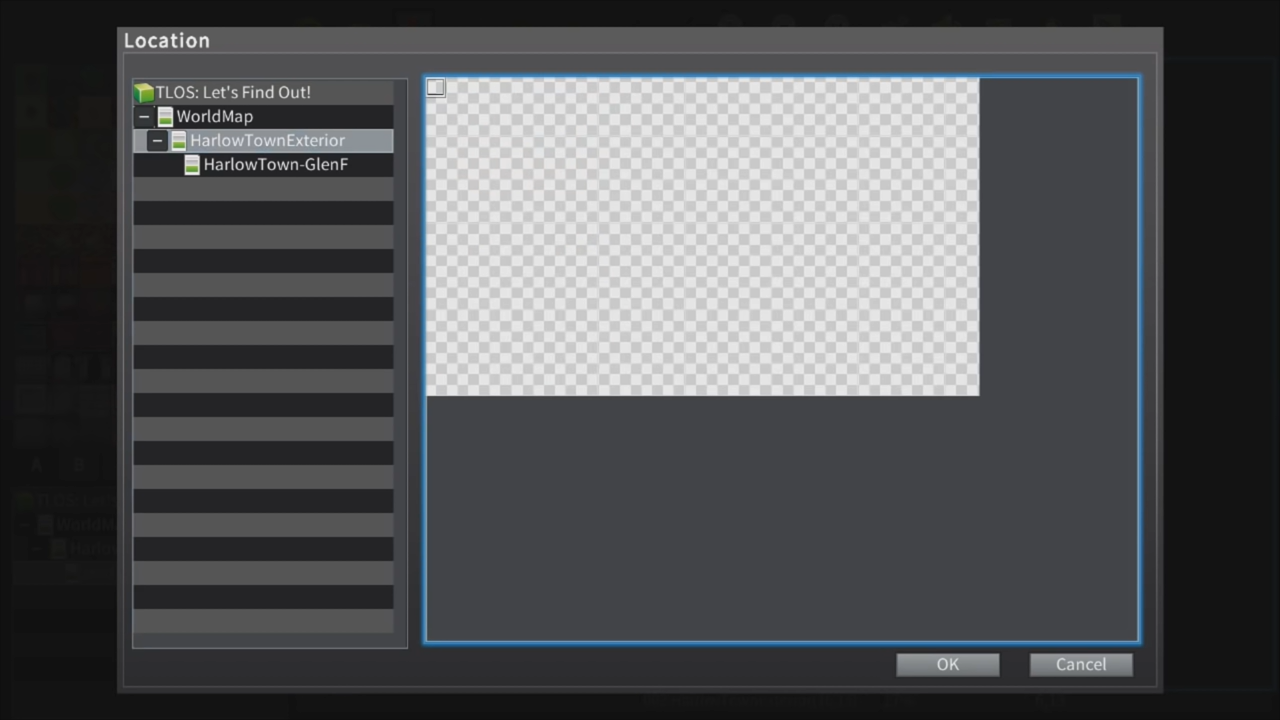 Location
TLOS: Let's Find Out!
WorldMap
HarlowTownExterior
HarlowTown-GlenF
OK
Cancel